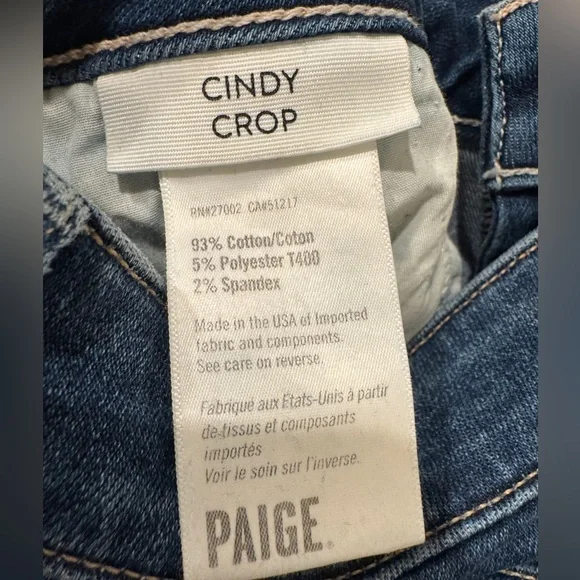 CINDY
CROP
RN#27002 CA#51217
93% Cotton/Coton
5% Polyester T400
2% Spandex
Made in the USA of Imported
fabric and components.
See care on reverse.
Fabriqué aux États-Unis à partir
de tissus et composants
importés
Voir le soin sur l'inverse.
PAIGE®